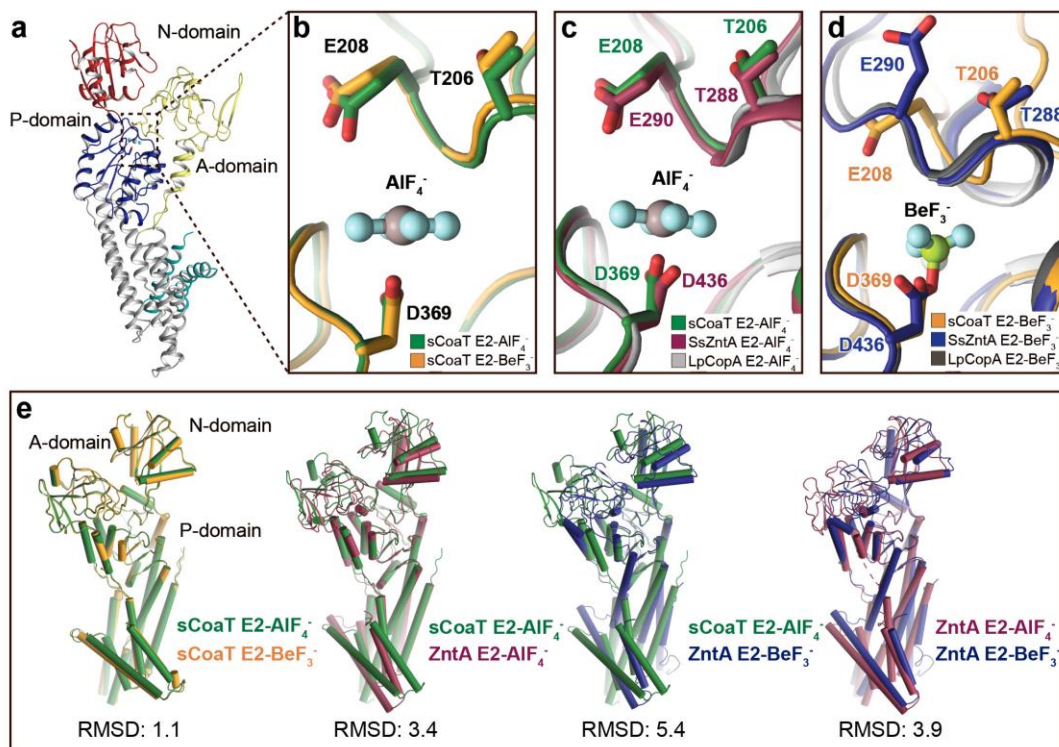 a
N-domain
P-domain
A-domain
b
E208
T206
AlF₄⁻
D369
sCoaT E2-AlF₄⁻
sCoaT E2-BeF₃⁻
c
T206
E208
T288
E290
AlF₄⁻
D369
D436
sCoaT E2-AlF₄⁻
SsZntA E2-AlF₄⁻
LpCopA E2-AlF₄⁻
d
E290
T206
T288
E208
BeF₃⁻
D369
D436
sCoaT E2-BeF₃⁻
SsZntA E2-BeF₃⁻
LpCopA E2-BeF₃⁻
e
A-domain
N-domain
P-domain
sCoaT E2-AlF₄⁻
sCoaT E2-BeF₃⁻
RMSD: 1.1
sCoaT E2-AlF₄⁻
ZntA E2-AlF₄⁻
RMSD: 3.4
sCoaT E2-AlF₄⁻
ZntA E2-BeF₃⁻
RMSD: 5.4
ZntA E2-AlF₄⁻
ZntA E2-BeF₃⁻
RMSD: 3.9